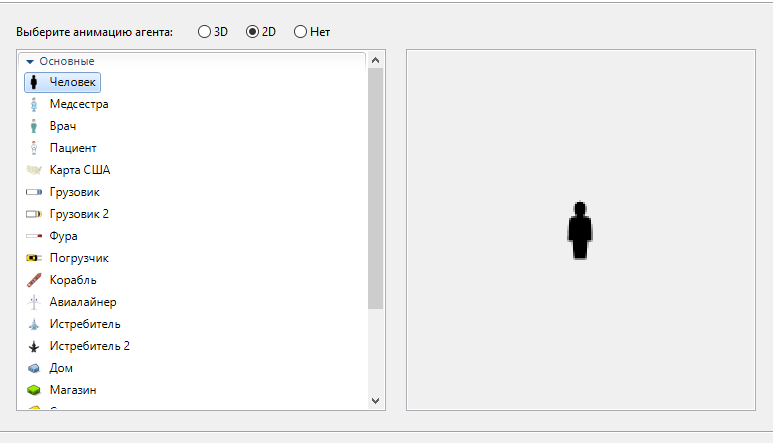 Выберите анимацию агента: 3D 2D Нет
Основные
Человек
Медсестра
Врач
Пациент
Карта США
Грузовик
Грузовик 2
Фура
Погрузчик
Корабль
Авиалайнер
Истребитель
Истребитель 2
Дом
Магазин